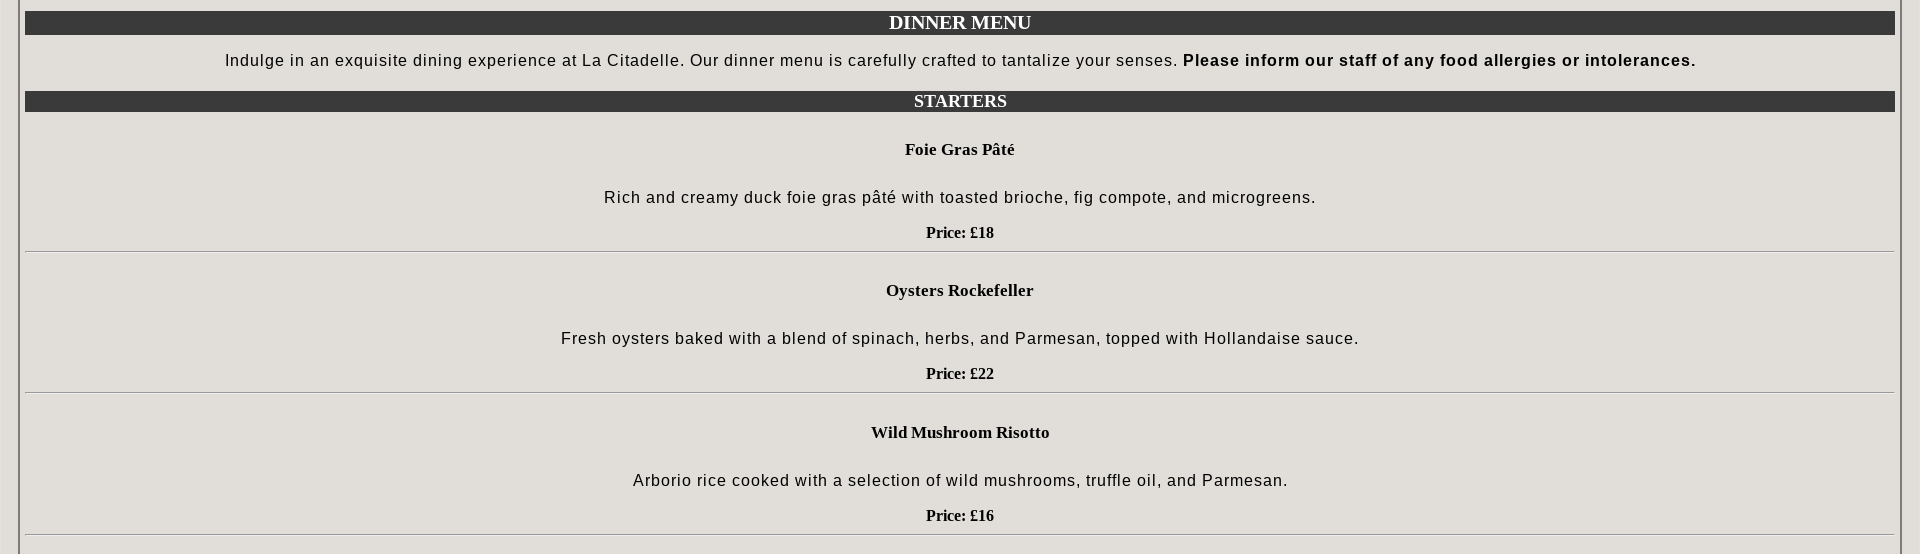 DINNER MENU
Indulge in an exquisite dining experience at La Citadelle. Our dinner menu is carefully crafted to tantalize your senses. Please inform our staff of any food allergies or intolerances.
STARTERS
Foie Gras Pâté
Rich and creamy duck foie gras pâté with toasted brioche, fig compote, and microgreens.
Price: £18
Oysters Rockefeller
Fresh oysters baked with a blend of spinach, herbs, and Parmesan, topped with Hollandaise sauce.
Price: £22
Wild Mushroom Risotto
Arborio rice cooked with a selection of wild mushrooms, truffle oil, and Parmesan.
Price: £16